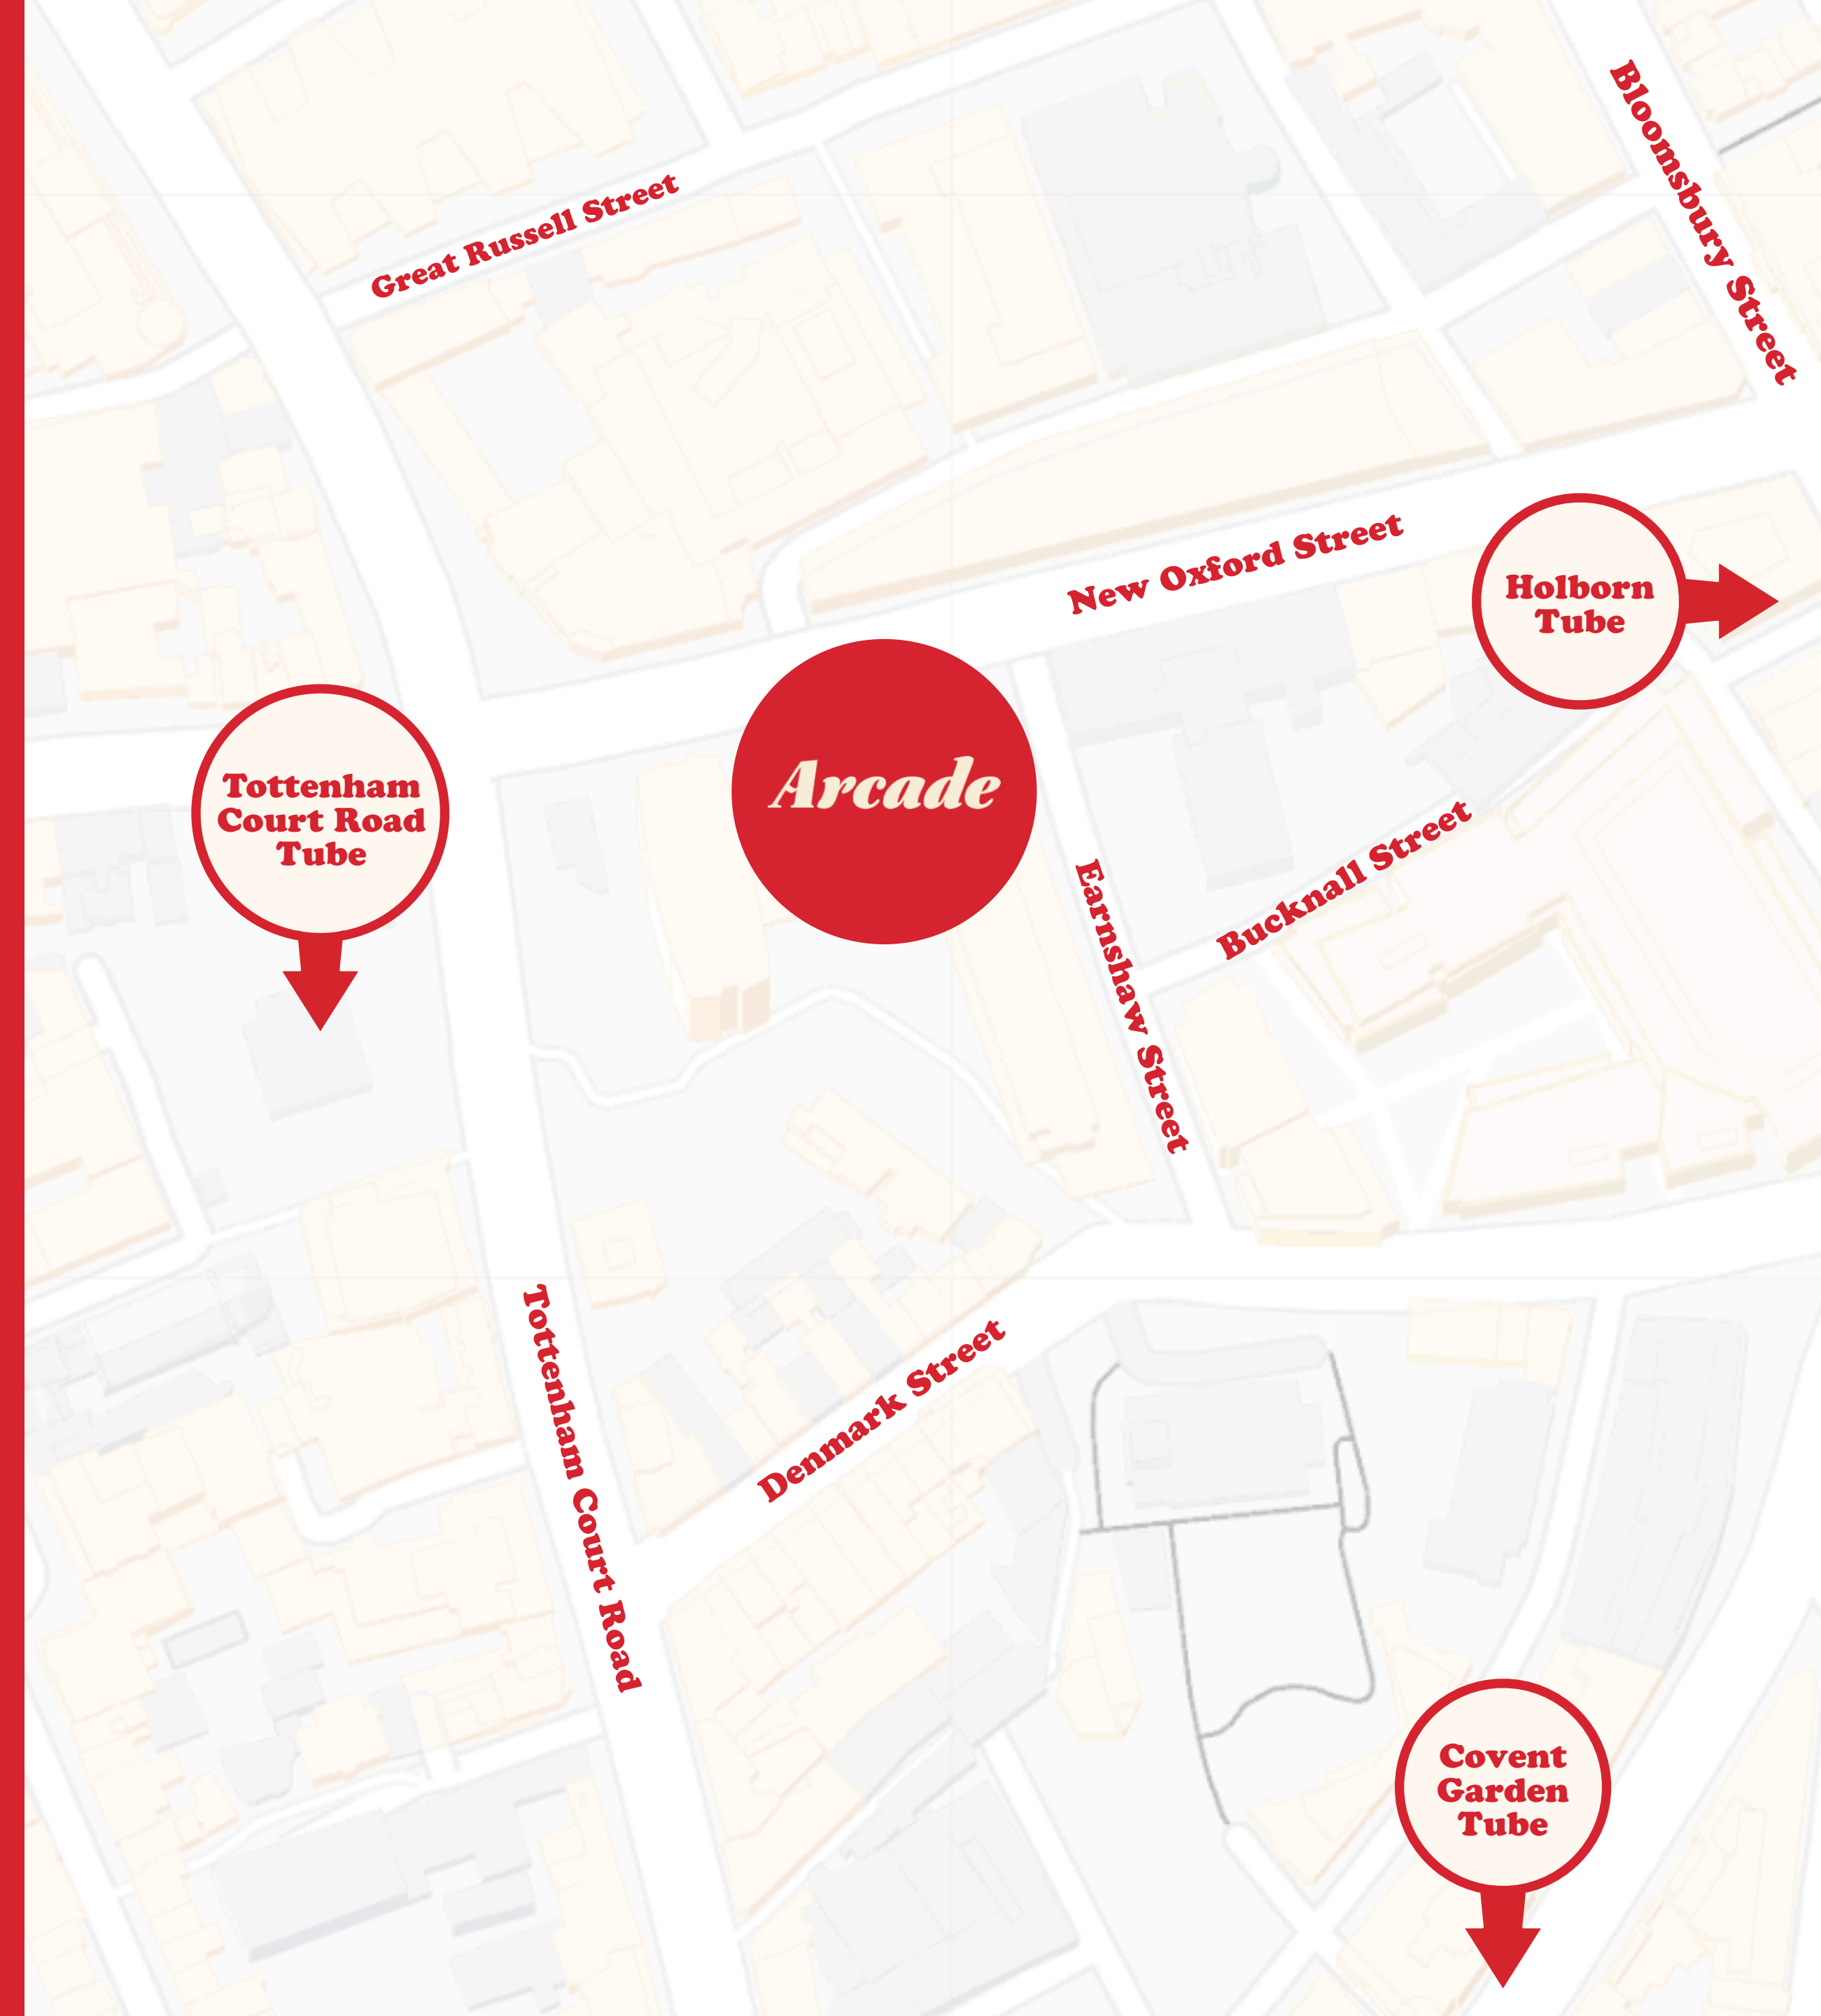 Bloomsbury Street
Great Russell Street
New Oxford Street
Holborn
Tube
Tottenham
Court Road
Tube
Arcade
Bucknall Street
Earnshaw Street
Tottenham Court Road
Denmark Street
Covent
Garden
Tube